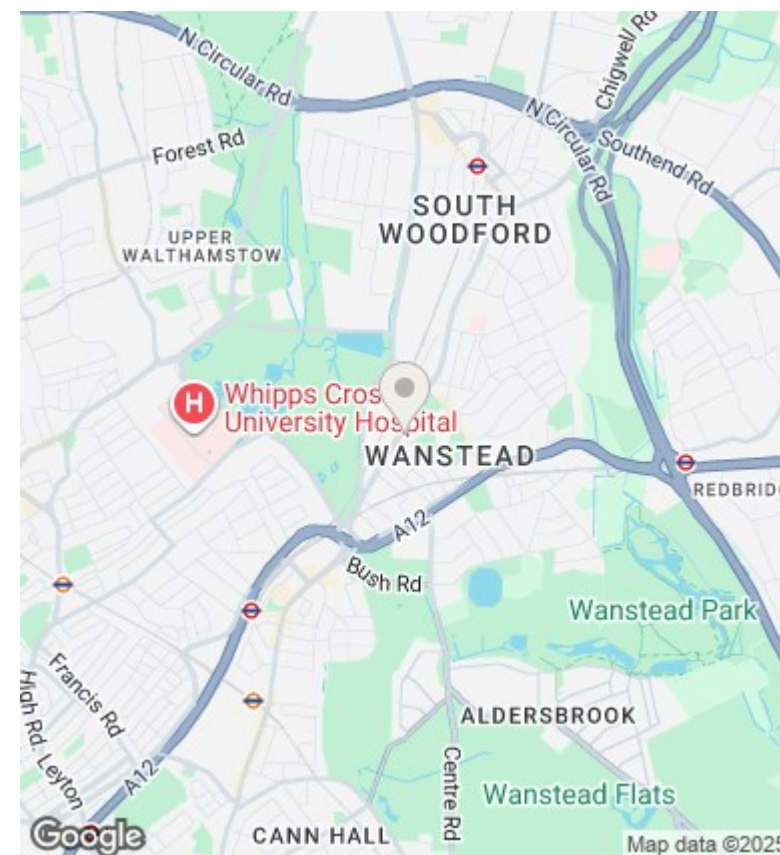 N Circular Rd
Chigwell Rd
N Circular Rd
Forest Rd
Southend Rd
SOUTH
WOODFORD
UPPER
WALTHAMSTOW
H
Whipps Cros
University Hospital
WANSTEAD
REDBRIDG
A12
Bush Rd
Wanstead Park
Francis Rd
High Rd. Leyton
ALDERSBROOK
A12
Centre Rd
Wanstead Flats
Google
CANN HALL
Map data ©2025